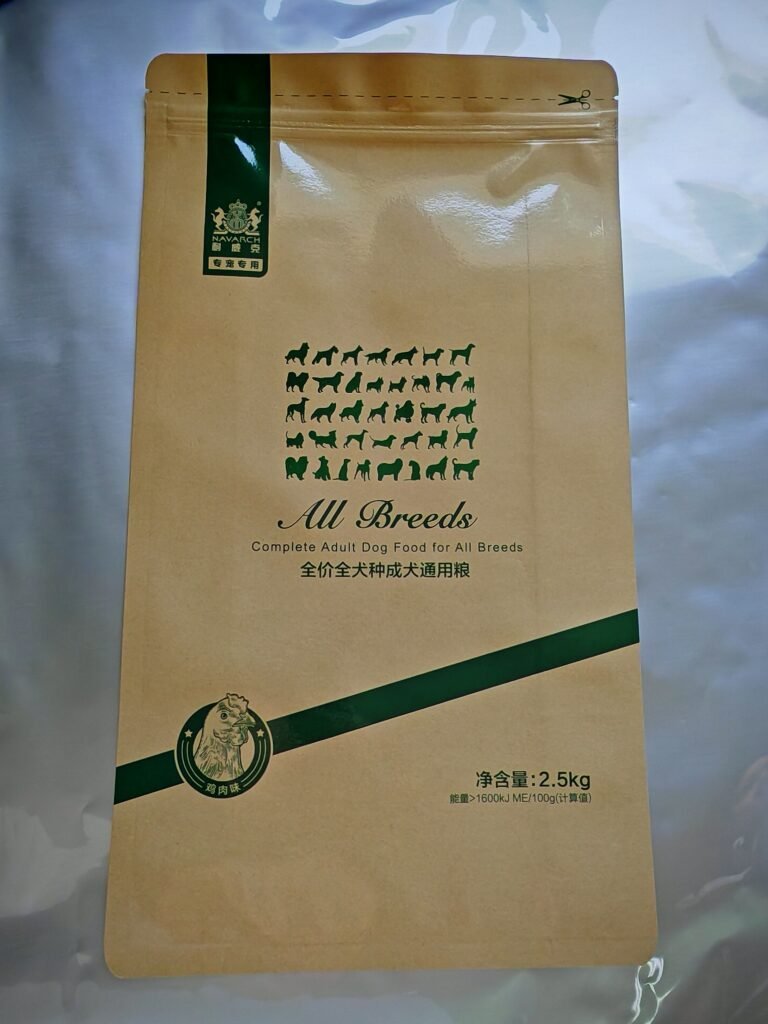 ®
NAVARCH
耐威克
专宠专用
All Breeds
Complete Adult Dog Food for All Breeds
全价全犬种成犬通用粮
鸡肉味
净含量:2.5kg
能量>1600kJ ME/100g(计算值)